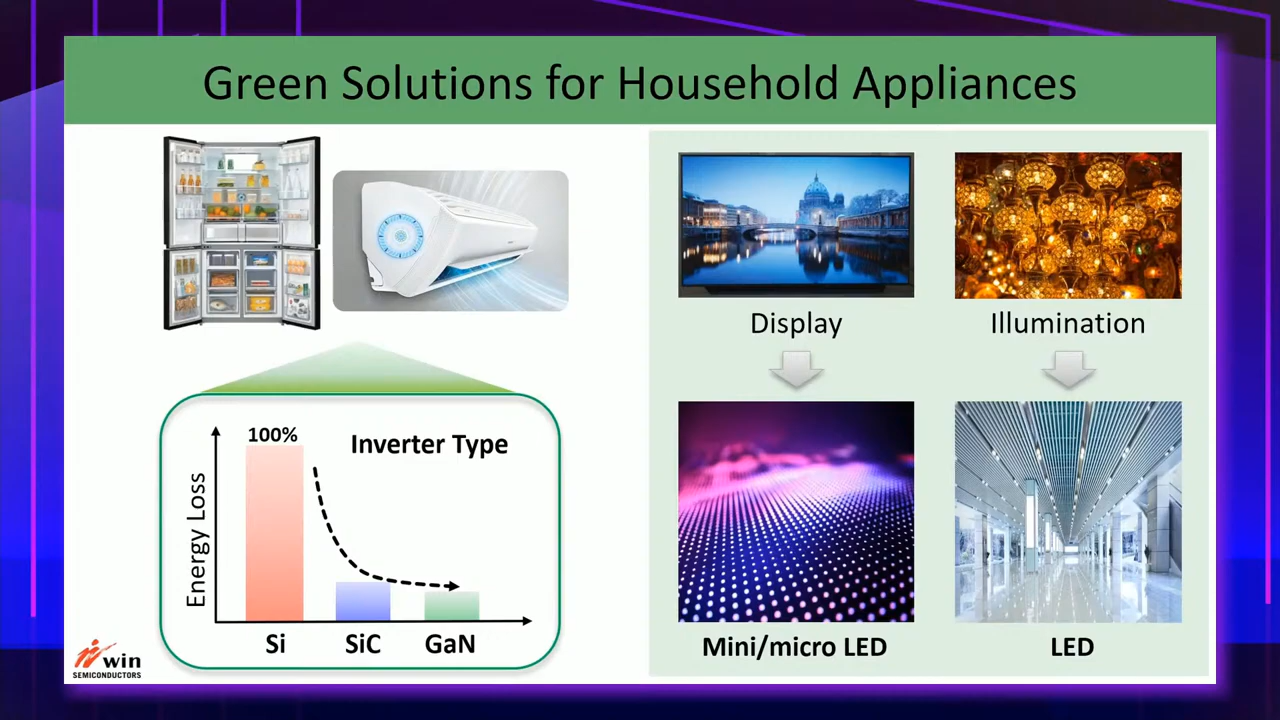 Green Solutions for Household Appliances
Display
Illumination
100%
Inverter Type
Energy Loss
Si
SiC
GaN
Mini/micro LED
LED
win
SEMICONDUCTORS